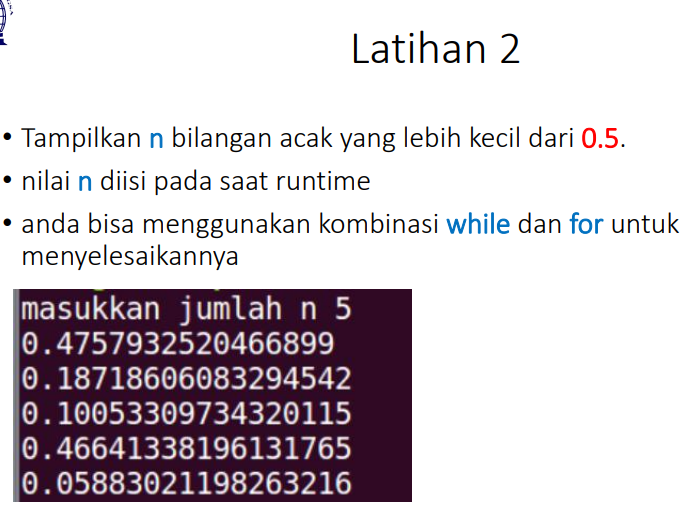 Latihan 2
• Tampilkan n bilangan acak yang lebih kecil dari 0.5.
• nilai n diisi pada saat runtime
• anda bisa menggunakan kombinasi while dan for untuk
menyelesaikannya
masukkan jumlah n 5
0.4757932520466899
0.18718606083294542
0.10053309734320115
0.46641338196131765
0.05883021198263216